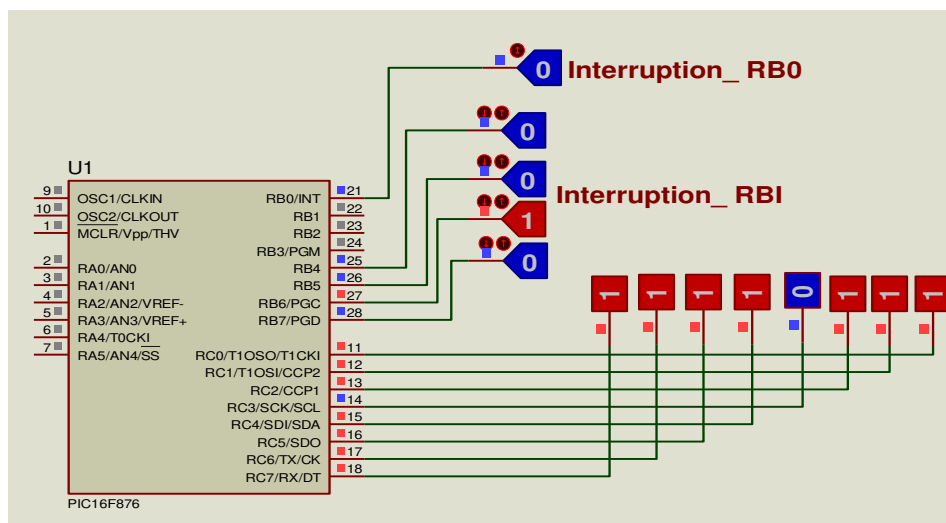 0 Interruption_ RB0
0
0
Interruption_ RBI
1
0
U1
9 OSC1/CLKIN RB0/INT 21
10 OSC2/CLKOUT RB1 22
1 MCLR/Vpp/THV RB2 23
RB3/PGM 24
2 RA0/AN0 RB4 25
3 RA1/AN1 RB5 26
4 RA2/AN2/VREF- RB6/PGC 27
5 RA3/AN3/VREF+ RB7/PGD 28
6 RA4/T0CKI
7 RA5/AN4/SS RC0/T1OSO/T1CKI 11
RC1/T1OSI/CCP2 12
RC2/CCP1 13
RC3/SCK/SCL 14
RC4/SDI/SDA 15
RC5/SDO 16
RC6/TX/CK 17
RC7/RX/DT 18
1 1 1 1 0 1 1 1
PIC16F876